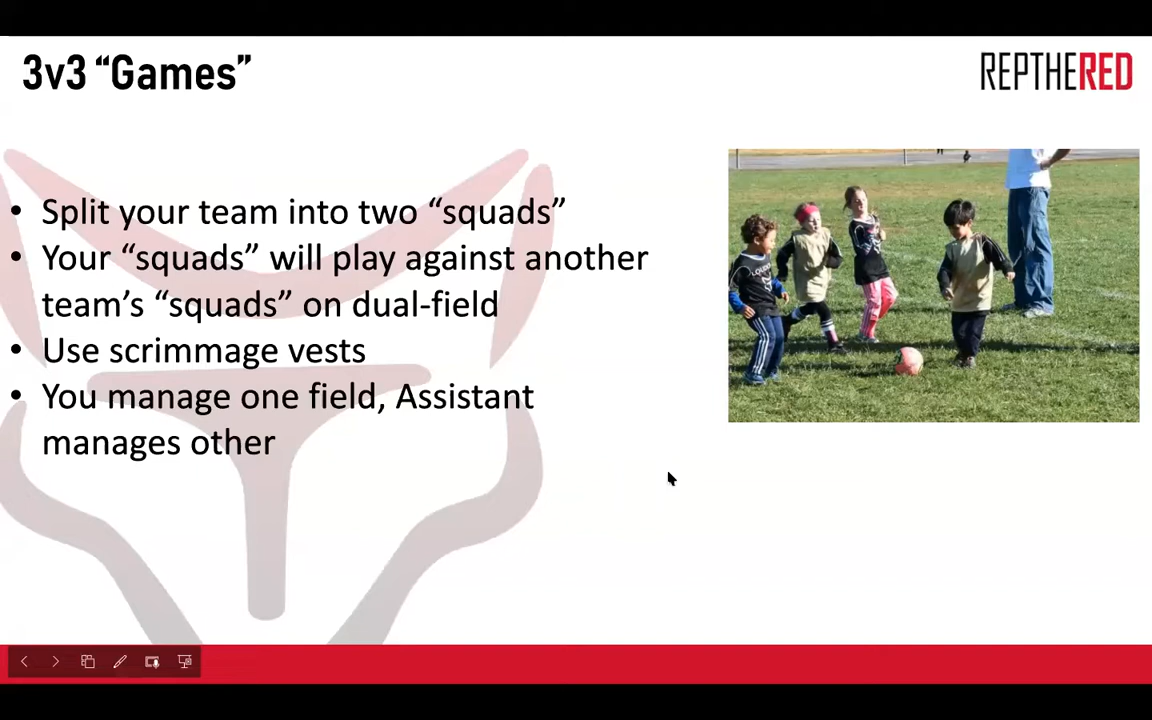 3v3 “Games”
REPTHERED
• Split your team into two “squads”
• Your “squads” will play against another
team’s “squads” on dual-field
• Use scrimmage vests
• You manage one field, Assistant
manages other